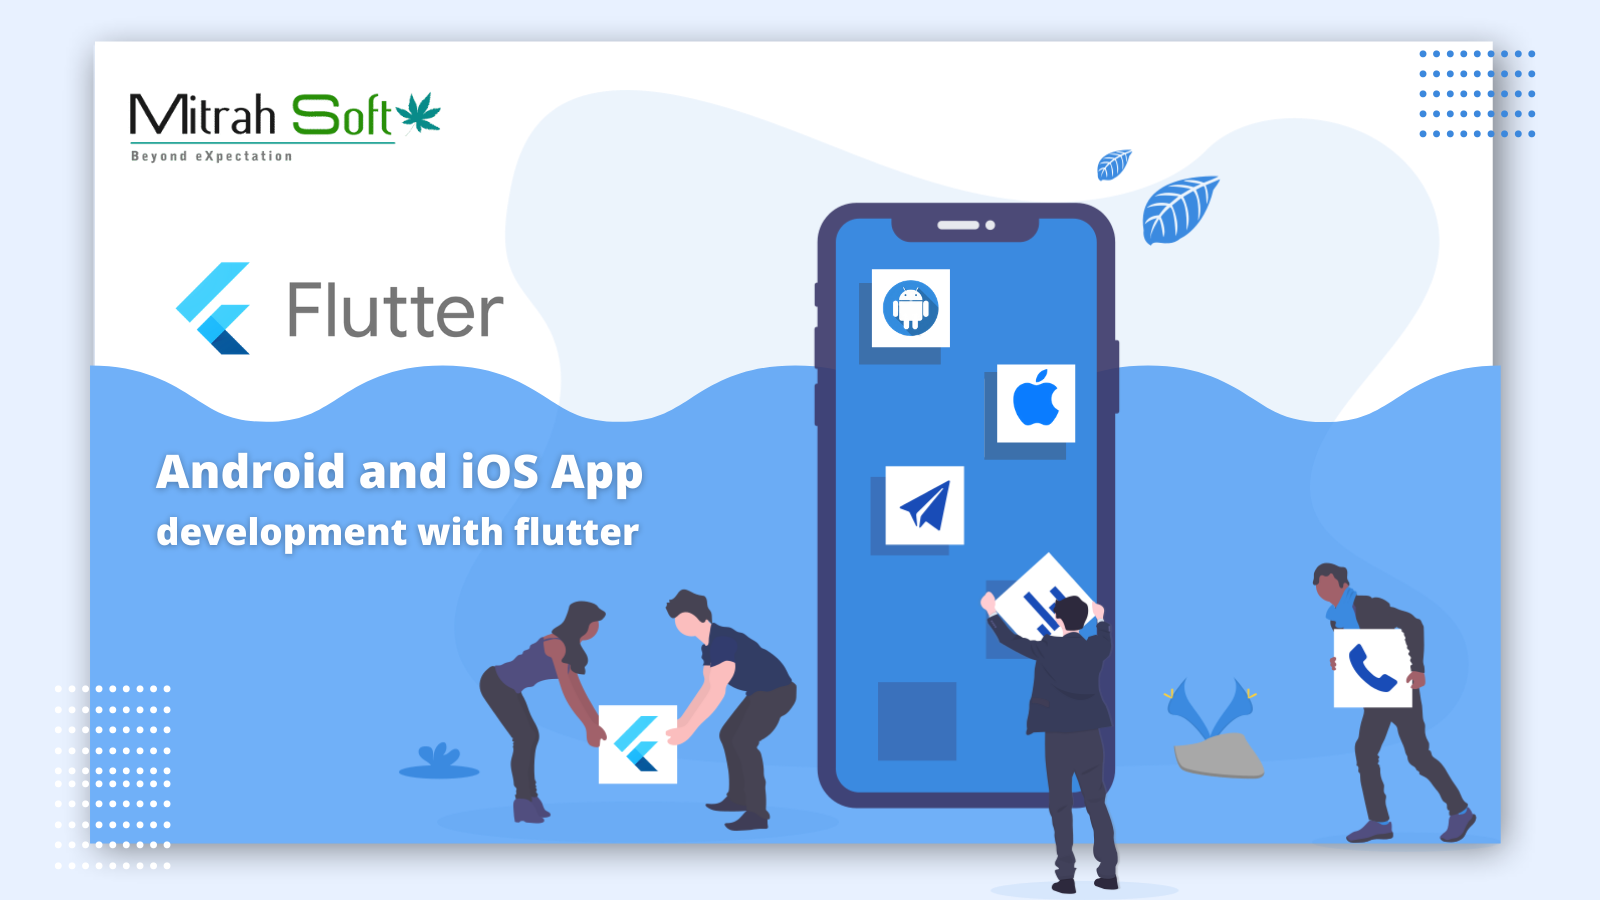 Mitrah Soft
Beyond eXpectation
Flutter
Android and iOS App
development with flutter